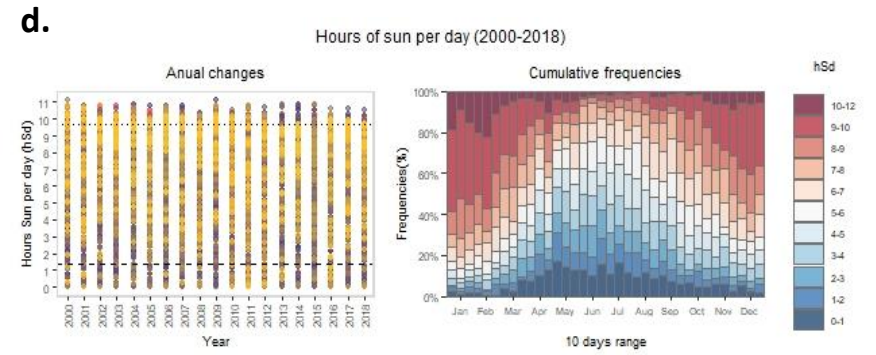 d.
Hours of sun per day (2000-2018)
Anual changes
Hours Sun per day (hSd)
11
10
9
8
7
6
5
4
3
2
1
0
2000 2001 2002 2003 2004 2005 2006 2007 2008 2009 2010 2011 2012 2013 2014 2015 2016 2017 2018
Year
Cumulative frequencies
Frequencies(%)
100%
80%
60%
40%
20%
0%
Jan Feb Mar Apr May Jun Jul Aug Sep Oct Nov Dec
10 days range
hSd
10-12
9-10
8-9
7-8
6-7
5-6
4-5
3-4
2-3
1-2
0-1